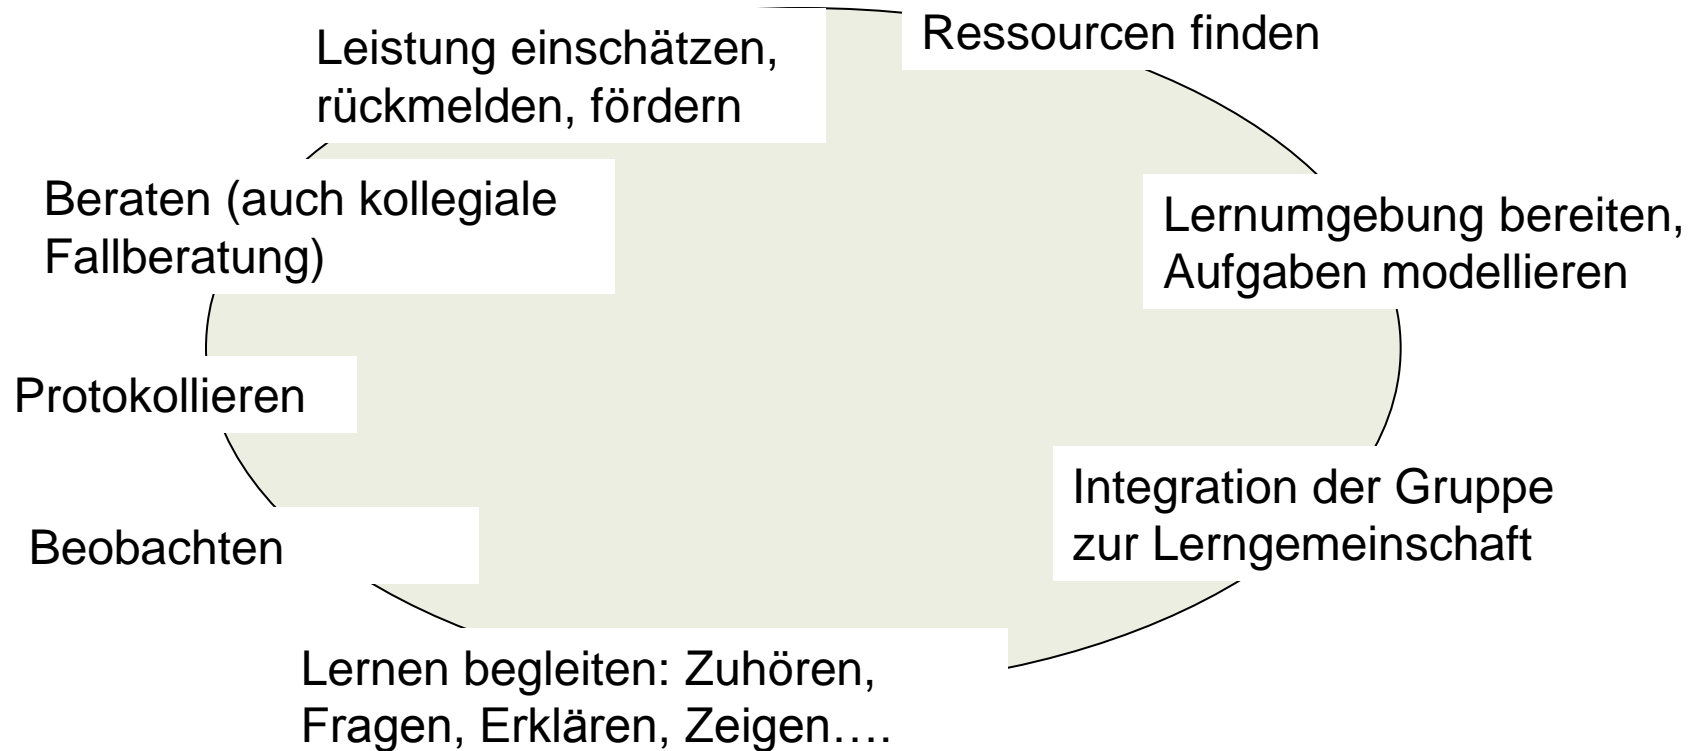 Leistung einschätzen,
rückmelden, fördern
Ressourcen finden
Beraten (auch kollegiale
Fallberatung)
Lernumgebung bereiten,
Aufgaben modellieren
Protokollieren
Integration der Gruppe
zur Lerngemeinschaft
Beobachten
Lernen begleiten: Zuhören,
Fragen, Erklären, Zeigen….